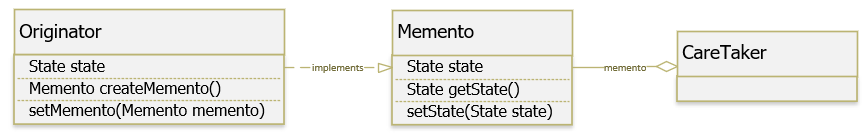 Originator
State state
Memento createMemento()
setMemento(Memento memento)
implements
Memento
State state
State getState()
setState(State state)
memento
CareTaker